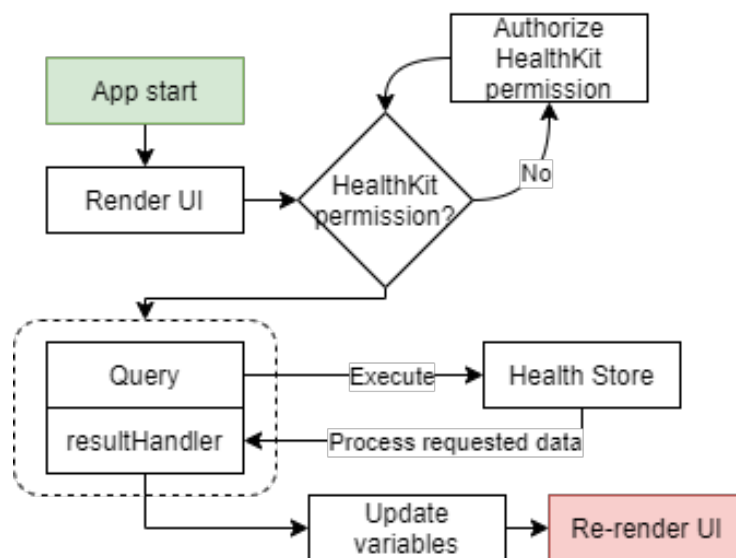 Authorize
HealthKit
permission
App start
Render UI
HealthKit
permission?
No
Query
Execute
Health Store
resultHandler
Process requested data
Update
variables
Re-render UI